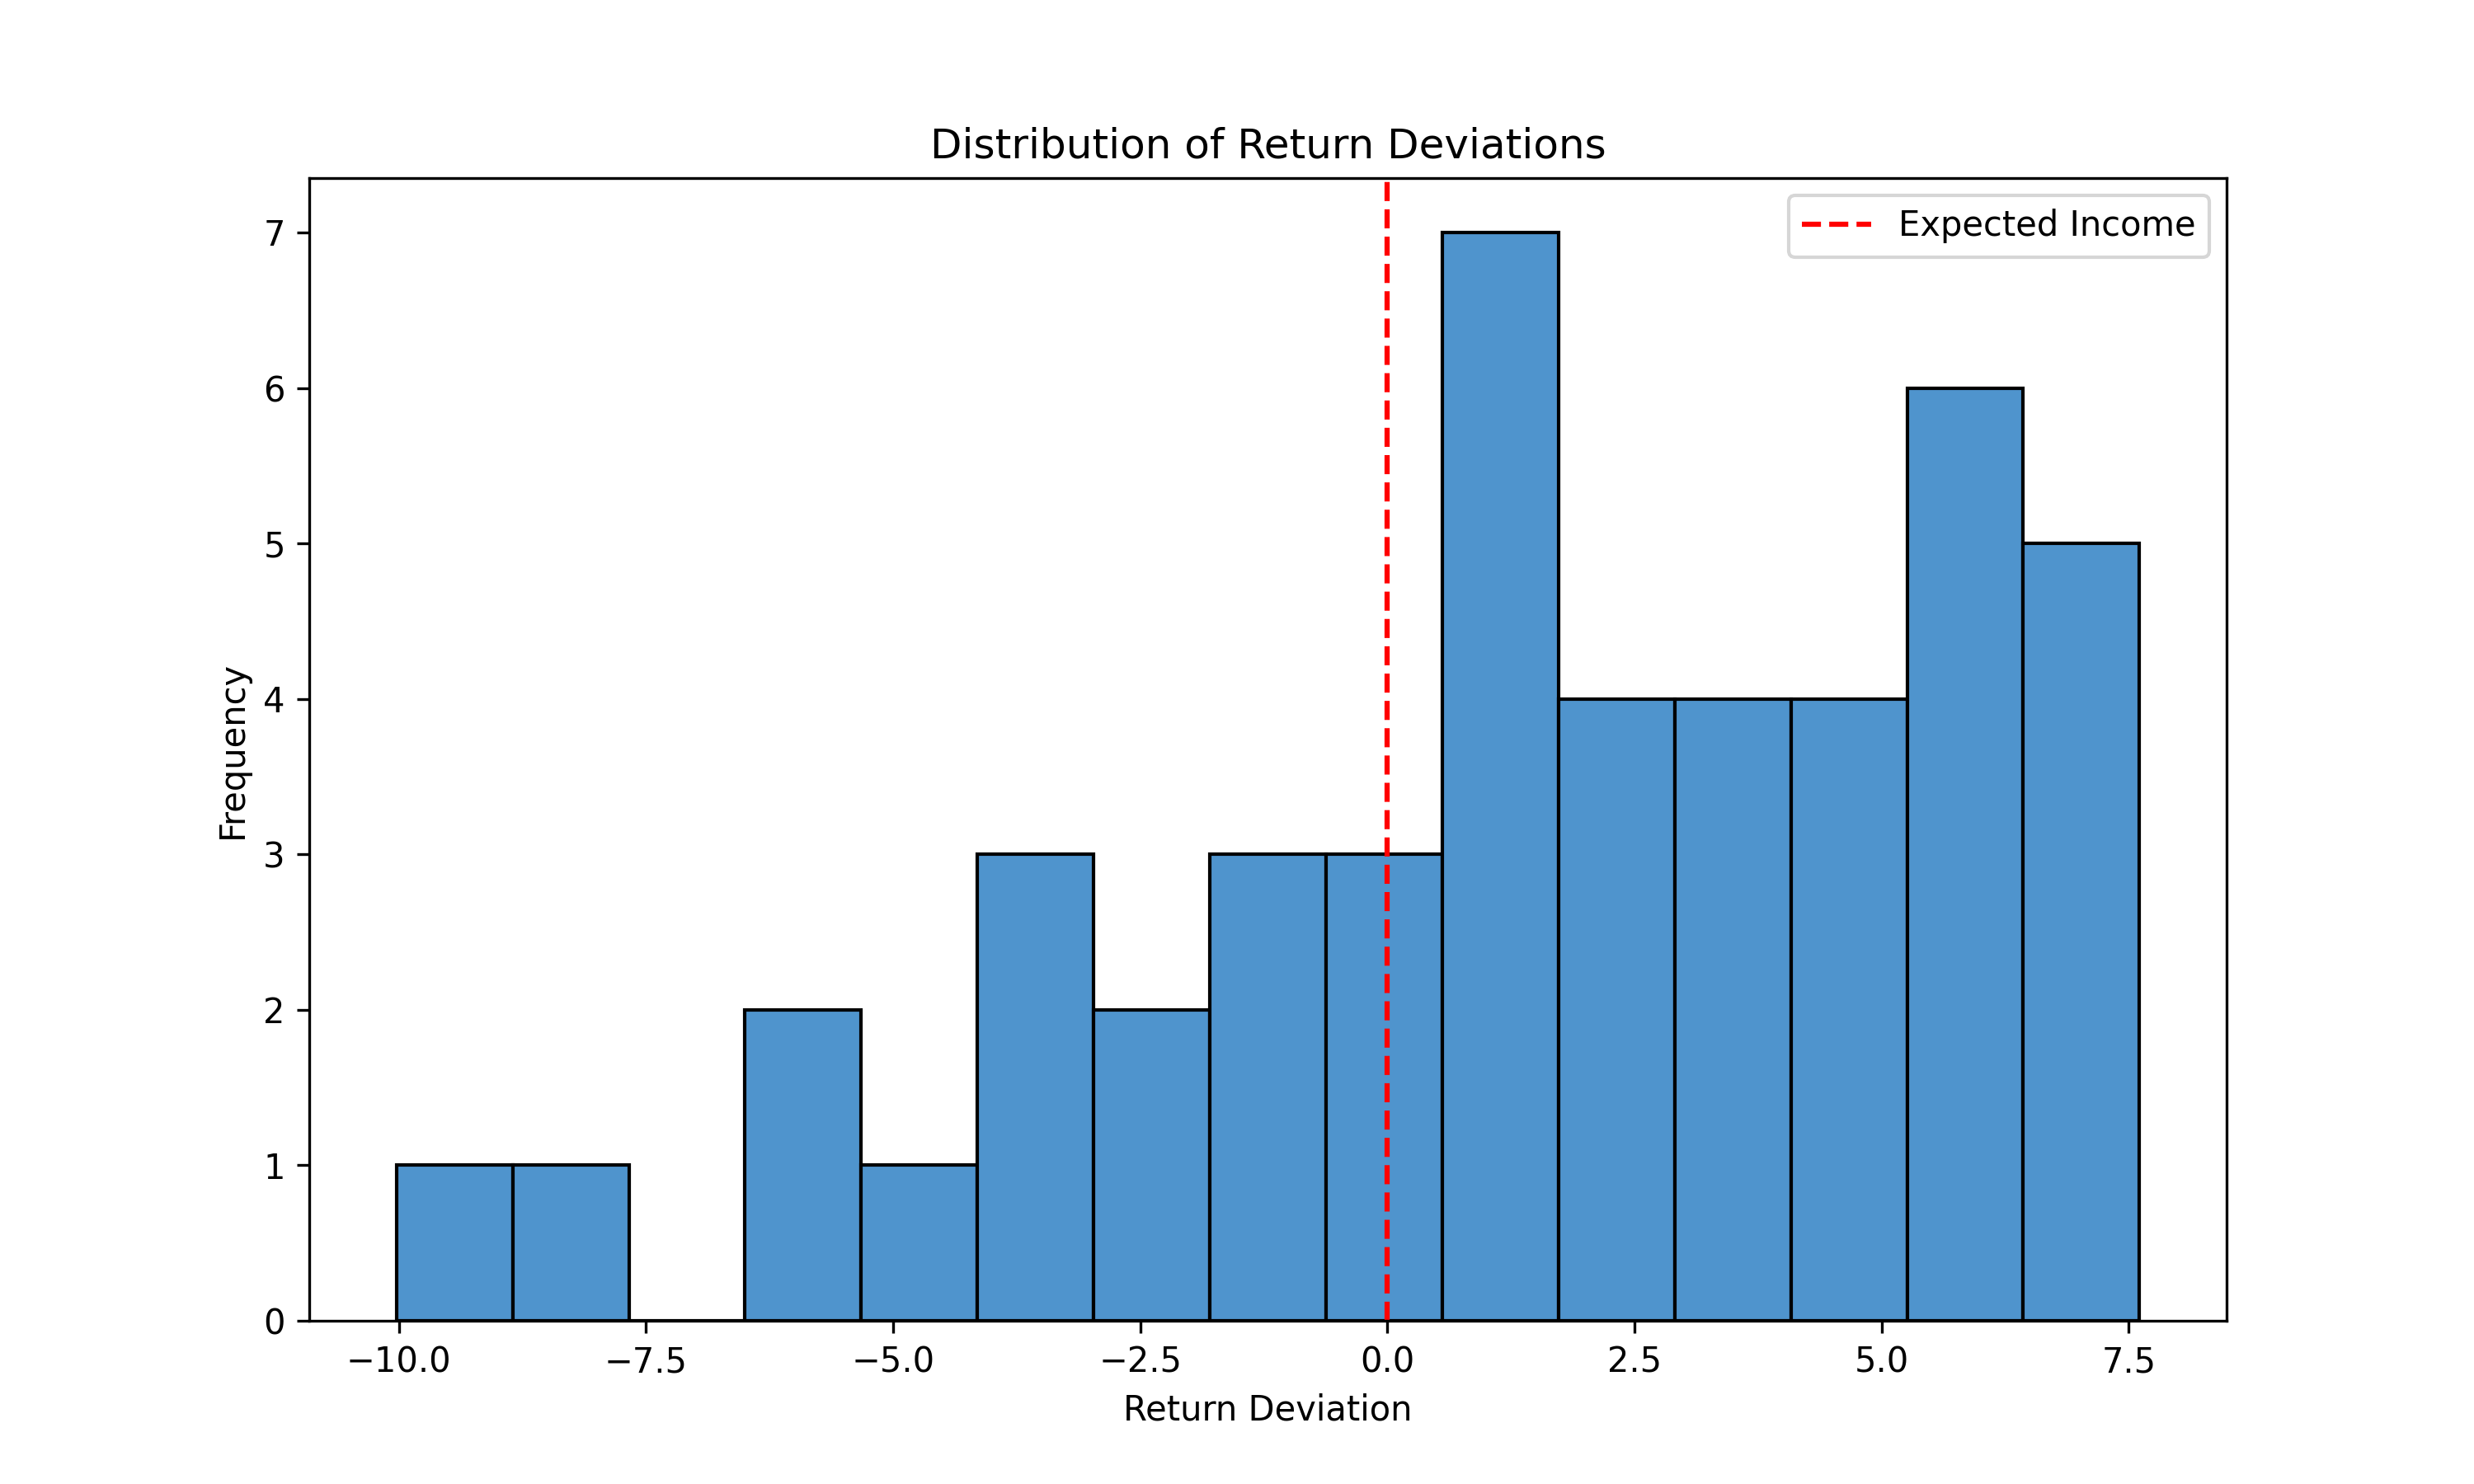 Distribution of Return Deviations
Expected Income
Frequency
7
6
5
4
3
2
1
0
−10.0 −7.5 −5.0 −2.5 0.0 2.5 5.0 7.5
Return Deviation